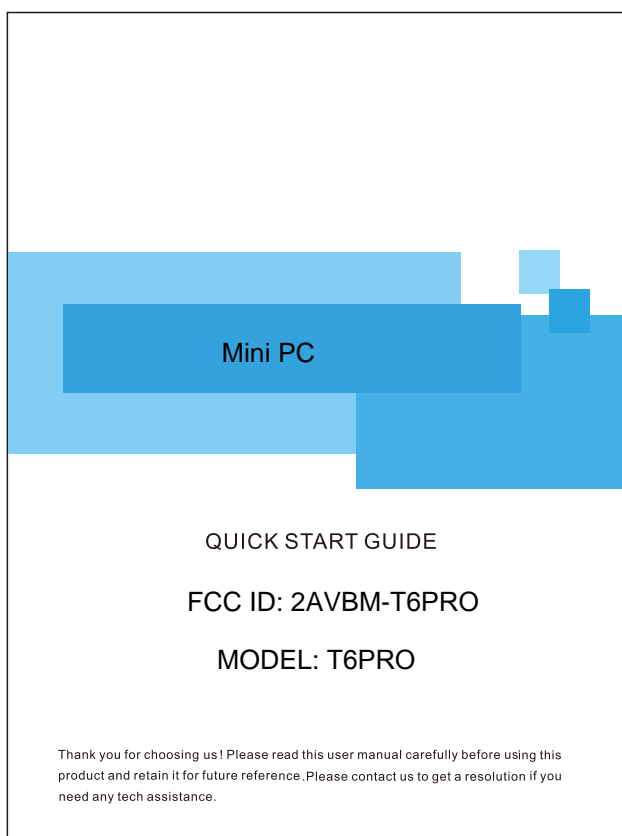 Mini PC
QUICK START GUIDE
FCC ID: 2AVBM-T6PRO
MODEL: T6PRO
Thank you for choosing us! Please read this user manual carefully before using this
product and retain it for future reference.Please contact us to get a resolution if you
need any tech assistance.